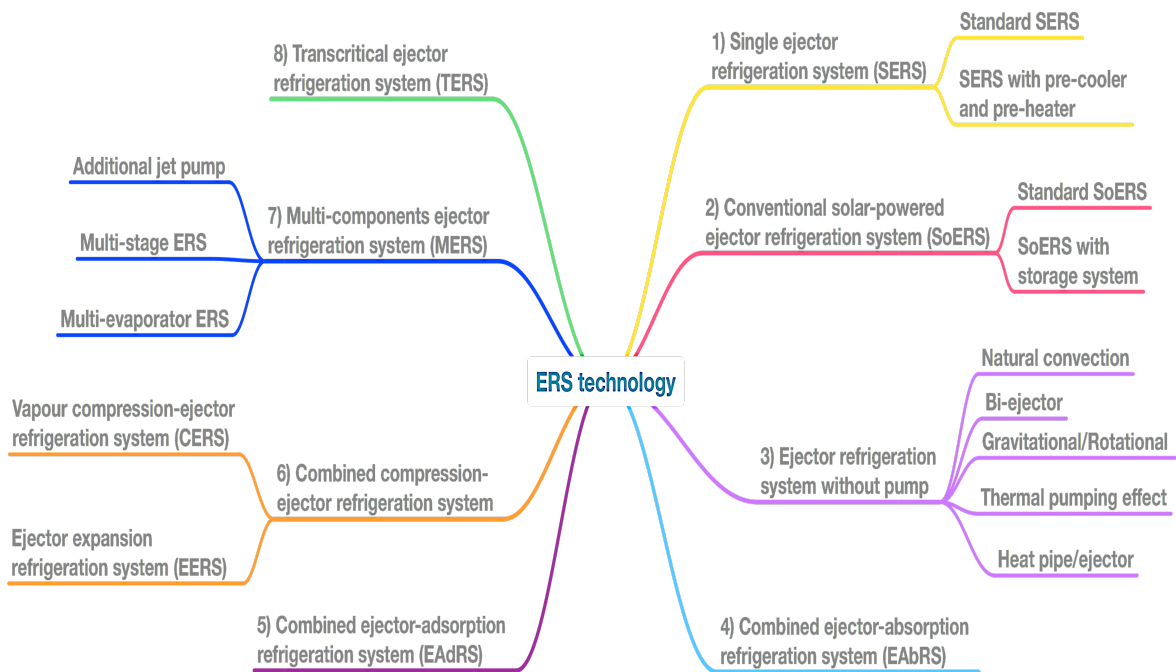 1) Single ejector
refrigeration system (SERS)
Standard SERS
SERS with pre-cooler
and pre-heater
2) Conventional solar-powered
ejector refrigeration system (SoERS)
Standard SoERS
SoERS with
storage system
ERS technology
3) Ejector refrigeration
system without pump
Natural convection
Bi-ejector
Gravitational/Rotational
Thermal pumping effect
Heat pipe/ejector
4) Combined ejector-absorption
refrigeration system (EAbRS)
5) Combined ejector-adsorption
refrigeration system (EAdRS)
6) Combined compression-
ejector refrigeration system
Vapour compression-ejector
refrigeration system (CERS)
Ejector expansion
refrigeration system (EERS)
7) Multi-components ejector
refrigeration system (MERS)
Additional jet pump
Multi-stage ERS
Multi-evaporator ERS
8) Transcritical ejector
refrigeration system (TERS)